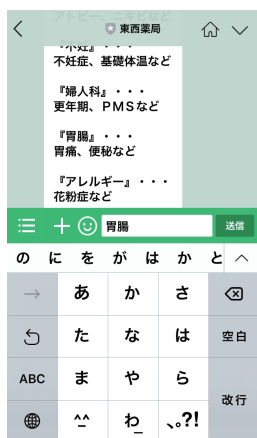 アトピー、ニキビなど
東西薬局
『不妊』・・・
不妊症、基礎体温など
『婦人科』・・・
更年期、ＰＭＳなど
『胃腸』・・・
胃痛、便秘など
『アレルギー』・・・
花粉症など
胃腸 送信
の に を が は か と
→ あ か さ
た な は 空白
ABC ま や ら
改行
^^ わ 、。?!